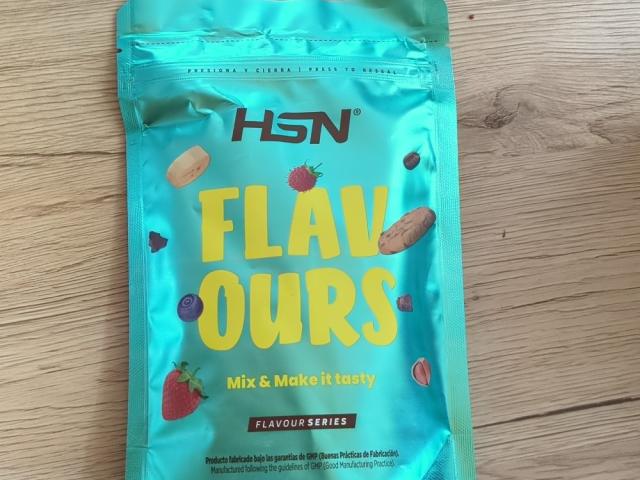 PRESIONA Y CIERRA | PRESS TO RESEAL
HSN®
FLAV
OURS
Mix & Make it tasty
FLAVOUR SERIES
Producto fabricado bajo las garantías de GMP (Buenas Prácticas de Fabricación).
Manufactured following the guidelines of GMP (Good Manufacturing Practice).